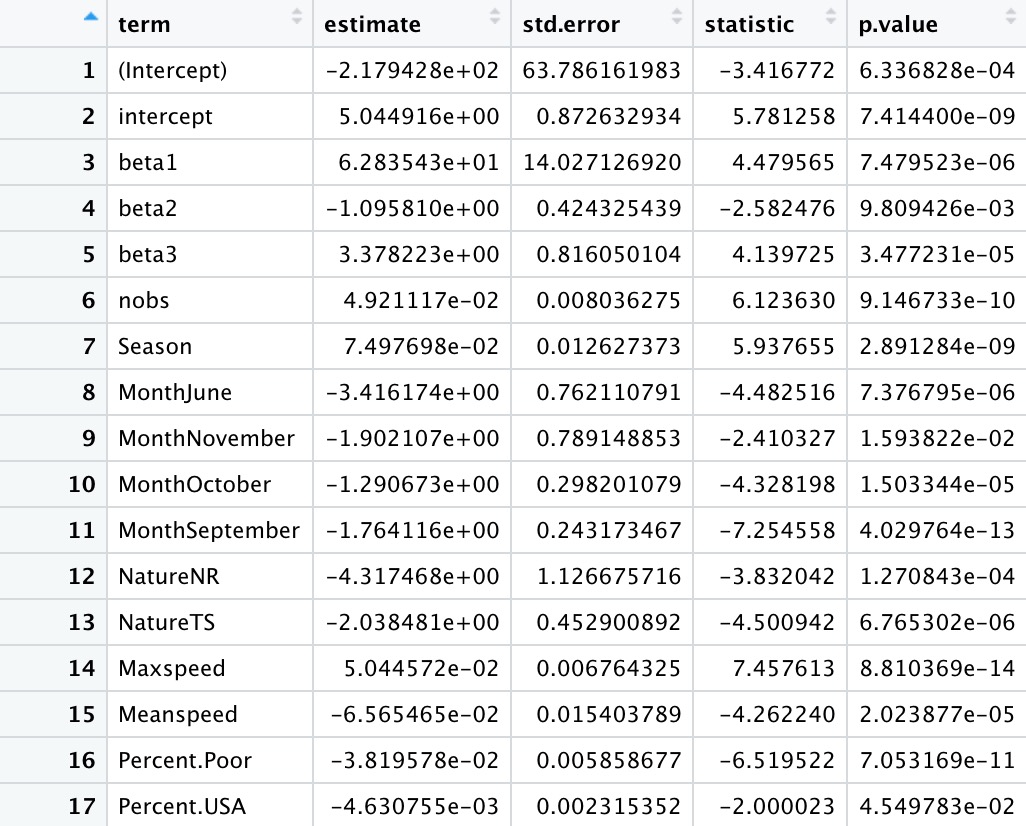 term estimate std.error statistic p.value
1 (Intercept) -2.179428e+02 63.786161983 -3.416772 6.336828e-04
2 intercept 5.044916e+00 0.872632934 5.781258 7.414400e-09
3 beta1 6.283543e+01 14.027126920 4.479565 7.479523e-06
4 beta2 -1.095810e+00 0.424325439 -2.582476 9.809426e-03
5 beta3 3.378223e+00 0.816050104 4.139725 3.477231e-05
6 nobs 4.921117e-02 0.008036275 6.123630 9.146733e-10
7 Season 7.497698e-02 0.012627373 5.937655 2.891284e-09
8 MonthJune -3.416174e+00 0.762110791 -4.482516 7.376795e-06
9 MonthNovember -1.902107e+00 0.789148853 -2.410327 1.593822e-02
10 MonthOctober -1.290673e+00 0.298201079 -4.328198 1.503344e-05
11 MonthSeptember -1.764116e+00 0.243173467 -7.254558 4.029764e-13
12 NatureNR -4.317468e+00 1.126675716 -3.832042 1.270843e-04
13 NatureTS -2.038481e+00 0.452900892 -4.500942 6.765302e-06
14 Maxspeed 5.044572e-02 0.006764325 7.457613 8.810369e-14
15 Meanspeed -6.565465e-02 0.015403789 -4.262240 2.023877e-05
16 Percent.Poor -3.819578e-02 0.005858677 -6.519522 7.053169e-11
17 Percent.USA -4.630755e-03 0.002315352 -2.000023 4.549783e-02